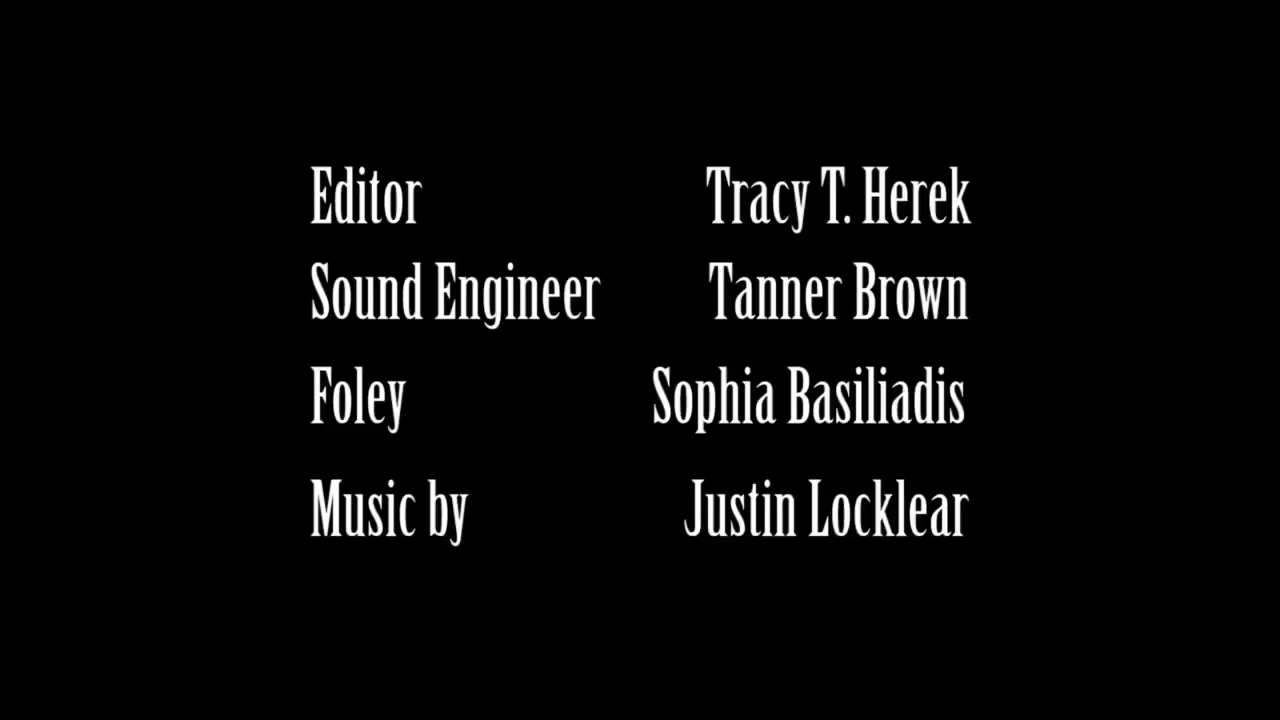 Editor Tracy T. Herek
Sound Engineer Tanner Brown
Foley Sophia Basiliadis
Music by Justin Locklear